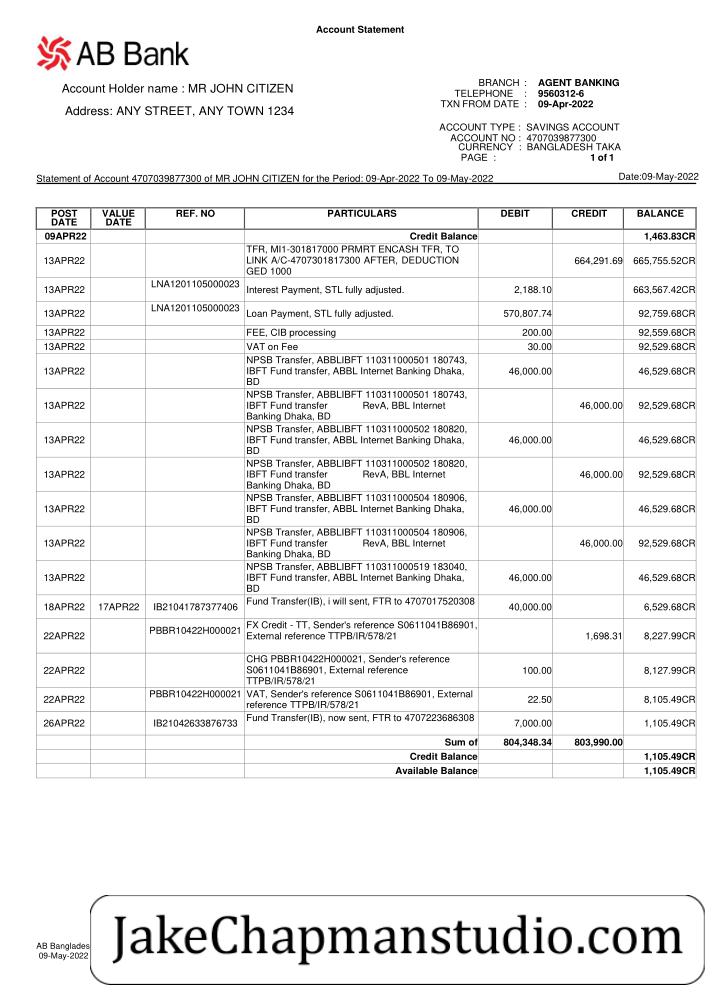 Account Statement
AB Bank
Account Holder name : MR JOHN CITIZEN
Address: ANY STREET, ANY TOWN 1234
BRANCH : AGENT BANKING
TELEPHONE : 9560312-6
TXN FROM DATE : 09-Apr-2022
ACCOUNT TYPE : SAVINGS ACCOUNT
ACCOUNT NO : 4707039877300
CURRENCY : BANGLADESH TAKA
PAGE : 1 of 1
Statement of Account 4707039877300 of MR JOHN CITIZEN for the Period: 09-Apr-2022 To 09-May-2022 Date:09-May-2022
POST DATE VALUE DATE REF. NO PARTICULARS DEBIT CREDIT BALANCE
09APR22 Credit Balance 1,463.83CR
TFR, MI1-301817000 PRMRT ENCASH TFR, TO
13APR22 LINK A/C-4707301817300 AFTER, DEDUCTION 664,291.69 665,755.52CR
GED 1000
13APR22 LNA1201105000023 Interest Payment, STL fully adjusted. 2,188.10 663,567.42CR
13APR22 LNA1201105000023 Loan Payment, STL fully adjusted. 570,807.74 92,759.68CR
13APR22 FEE, CIB processing 200.00 92,559.68CR
13APR22 VAT on Fee 30.00 92,529.68CR
NPSB Transfer, ABBLIBFT 110311000501 180743,
13APR22 IBFT Fund transfer, ABBL Internet Banking Dhaka, 46,000.00 46,529.68CR
BD
NPSB Transfer, ABBLIBFT 110311000501 180743,
13APR22 IBFT Fund transfer RevA, BBL Internet 46,000.00 92,529.68CR
Banking Dhaka, BD
NPSB Transfer, ABBLIBFT 110311000502 180820,
13APR22 IBFT Fund transfer, ABBL Internet Banking Dhaka, 46,000.00 46,529.68CR
BD
NPSB Transfer, ABBLIBFT 110311000502 180820,
13APR22 IBFT Fund transfer RevA, BBL Internet 46,000.00 92,529.68CR
Banking Dhaka, BD
NPSB Transfer, ABBLIBFT 110311000504 180906,
13APR22 IBFT Fund transfer, ABBL Internet Banking Dhaka, 46,000.00 46,529.68CR
BD
NPSB Transfer, ABBLIBFT 110311000504 180906,
13APR22 IBFT Fund transfer RevA, BBL Internet 46,000.00 92,529.68CR
Banking Dhaka, BD
NPSB Transfer, ABBLIBFT 110311000519 183040,
13APR22 IBFT Fund transfer, ABBL Internet Banking Dhaka, 46,000.00 46,529.68CR
BD
18APR22 17APR22 IB21041787377406 Fund Transfer(IB), i will sent, FTR to 4707017520308 40,000.00 6,529.68CR
PBBR10422H000021 FX Credit - TT, Sender's reference S0611041B86901,
22APR22 External reference TTPB/IR/578/21 1,698.31 8,227.99CR
CHG PBBR10422H000021, Sender's reference
22APR22 S0611041B86901, External reference 100.00 8,127.99CR
TTPB/IR/578/21
22APR22 PBBR10422H000021 VAT, Sender's reference S0611041B86901, External 22.50 8,105.49CR
reference TTPB/IR/578/21
26APR22 IB21042633876733 Fund Transfer(IB), now sent, FTR to 4707223686308 7,000.00 1,105.49CR
Sum of 804,348.34 803,990.00
Credit Balance 1,105.49CR
Available Balance 1,105.49CR
AB Banglades
09-May-2022
JakeChapmanstudio.com